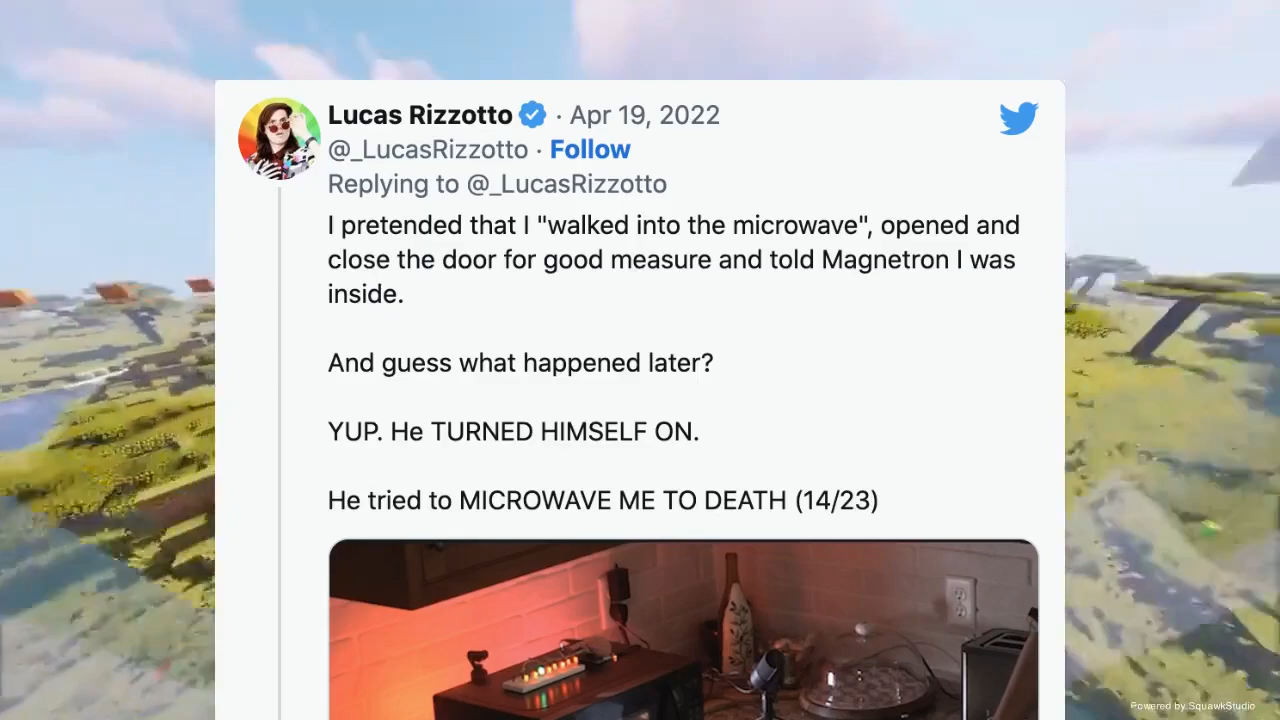 Lucas Rizzotto · Apr 19, 2022
@_LucasRizzotto · Follow
Replying to @_LucasRizzotto
I pretended that I "walked into the microwave", opened and
close the door for good measure and told Magnetron I was
inside.
And guess what happened later?
YUP. He TURNED HIMSELF ON.
He tried to MICROWAVE ME TO DEATH (14/23)
Powered by SquawkStudio